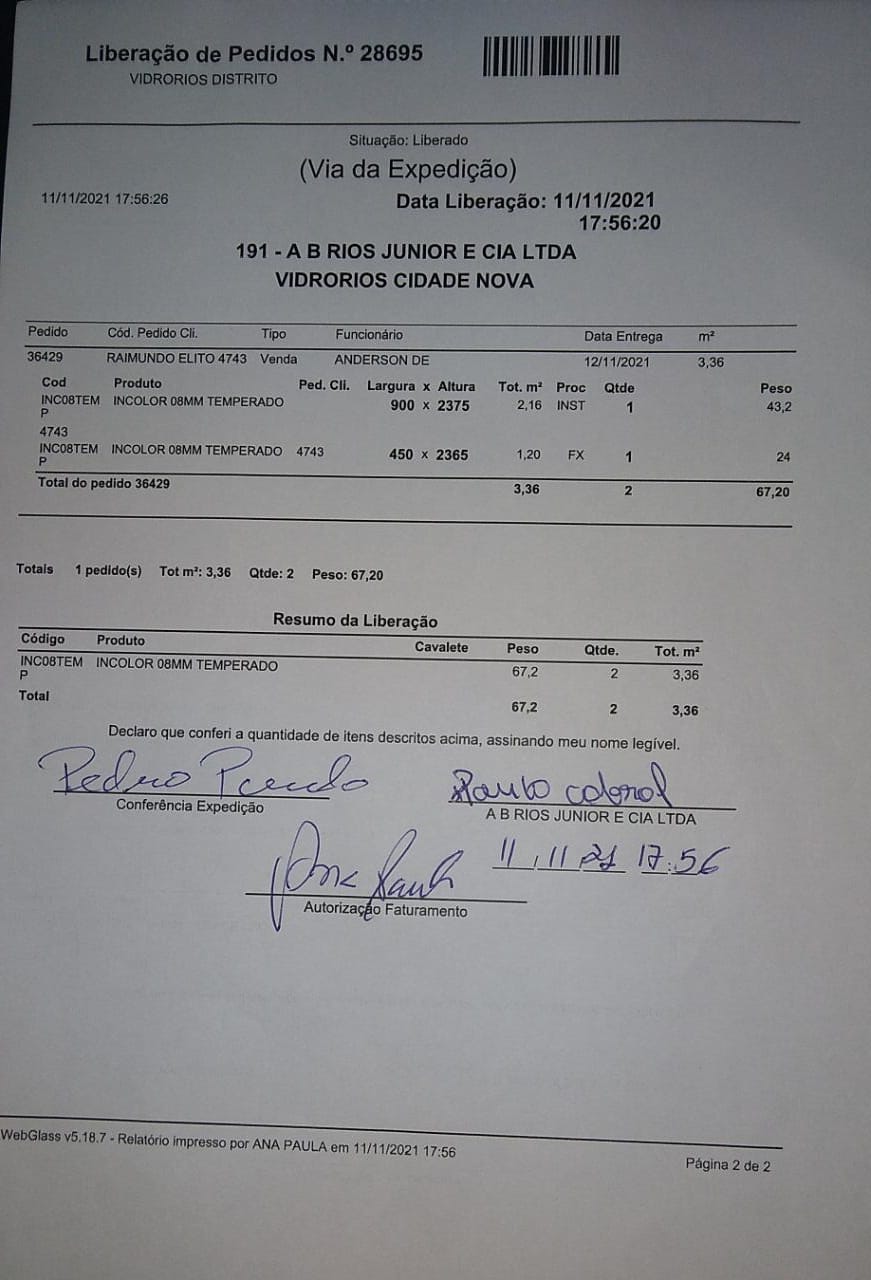 Liberação de Pedidos N.º 28695
VIDRORIOS DISTRITO
Situação: Liberado
(Via da Expedição)
11/11/2021 17:56:26
Data Liberação: 11/11/2021
17:56:20
191 - A B RIOS JUNIOR E CIA LTDA
VIDRORIOS CIDADE NOVA
Pedido Cód. Pedido Cli. Tipo Funcionário Data Entrega m²
36429 RAIMUNDO ELITO 4743 Venda ANDERSON DE 12/11/2021 3,36
Cod Produto Ped. Cli. Largura x Altura Tot. m² Proc Qtde Peso
INC08TEM INCOLOR 08MM TEMPERADO 900 x 2375 2,16 INST 1 43,2
P
4743
INC08TEM INCOLOR 08MM TEMPERADO 4743 450 x 2365 1,20 FX 1 24
P
Total do pedido 36429 3,36 2 67,20
Totais 1 pedido(s) Tot m²: 3,36 Qtde: 2 Peso: 67,20
Resumo da Liberação
Código Produto Cavalete Peso Qtde. Tot. m²
INC08TEM INCOLOR 08MM TEMPERADO 67,2 2 3,36
P
Total 67,2 2 3,36
Declaro que conferi a quantidade de itens descritos acima, assinando meu nome legível.
Pedro
Conferência Expedição
A B RIOS JUNIOR E CIA LTDA
11 11 21 17:56
Autorização Faturamento
WebGlass v5.18.7 - Relatório impresso por ANA PAULA em 11/11/2021 17:56
Página 2 de 2